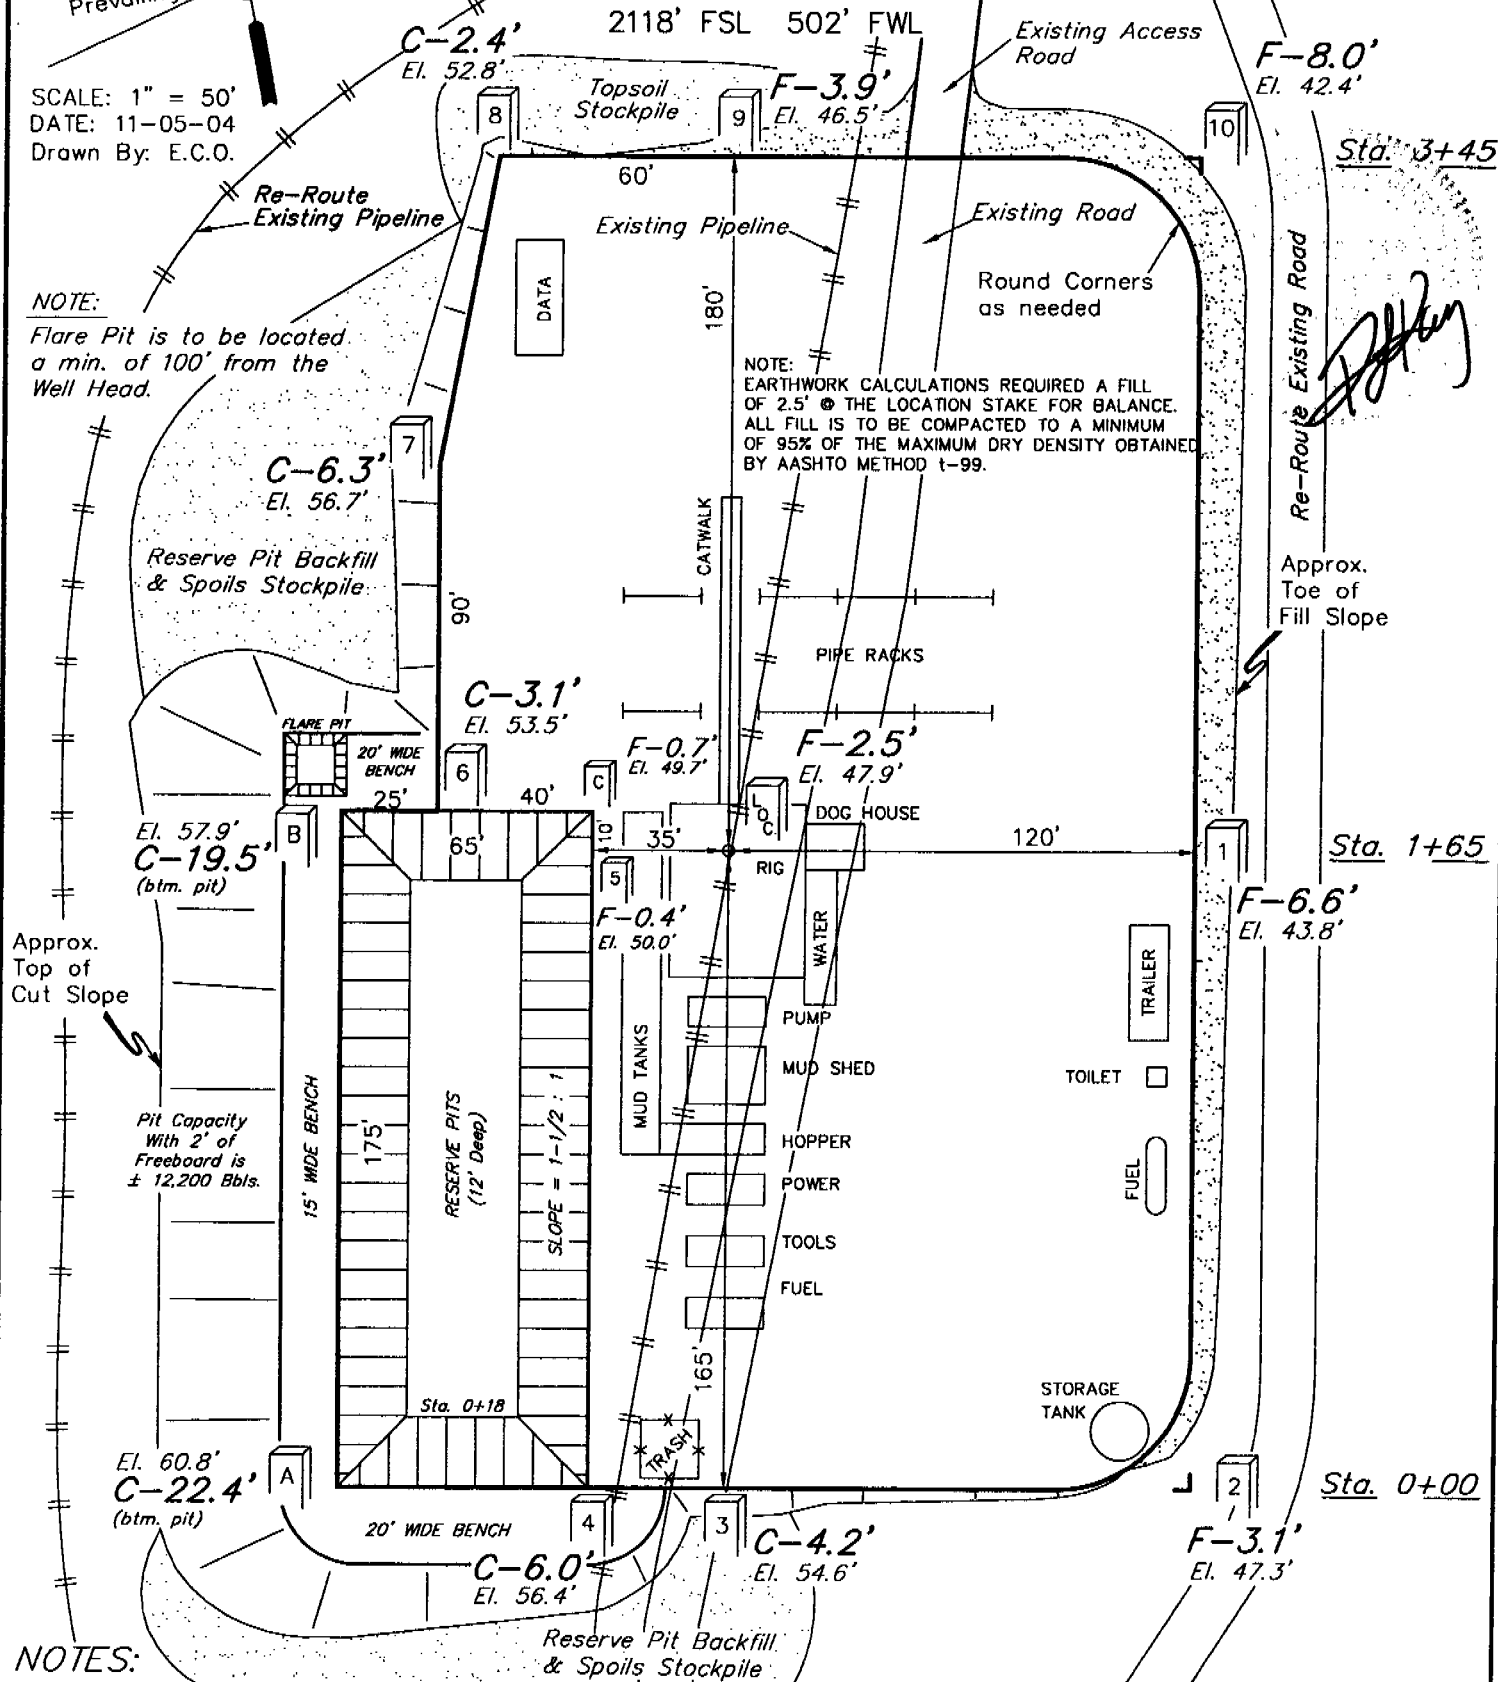 2118' FSL 502' FWL
C-2.4'
El. 52.8'
SCALE: 1" = 50'
DATE: 11-05-04
Drawn By: E.C.O.
Topsoil
Stockpile
F-3.9'
El. 46.5'
Existing Access
Road
F-8.0'
El. 42.4'
8
9
10
Sta. 3+45
60'
Re-Route
Existing Pipeline
Existing Pipeline
Existing Road
DATA
180'
Round Corners
as needed
Re-Route Existing Road
NOTE:
Flare Pit is to be located
a min. of 100' from the
Well Head.
NOTE:
EARTHWORK CALCULATIONS REQUIRED A FILL
OF 2.5' @ THE LOCATION STAKE FOR BALANCE.
ALL FILL IS TO BE COMPACTED TO A MINIMUM
OF 95% OF THE MAXIMUM DRY DENSITY OBTAINED
BY AASHTO METHOD t-99.
7
C-6.3'
El. 56.7'
CATWALK
Reserve Pit Backfill
& Spoils Stockpile
90'
Approx.
Toe of
Fill Slope
PIPE RACKS
C-3.1'
El. 53.5'
FLARE PIT
20' WIDE
BENCH
6
F-0.7'
El. 49.7'
C
F-2.5'
El. 47.9'
LOC.
DOG HOUSE
25'
40'
El. 57.9'
C-19.5'
(btm. pit)
B
65'
10'
35'
RIG
120'
1
Sta. 1+65
5
F-0.4'
El. 50.0'
F-6.6'
El. 43.8'
WATER
Approx.
Top of
Cut Slope
TRAILER
PUMP
MUD TANKS
MUD SHED
TOILET
Pit Capacity
With 2' of
Freeboard is
± 12,200 Bbls.
15' WIDE BENCH
175'
RESERVE PITS
(12' Deep)
SLOPE = 1-1/2 : 1
HOPPER
POWER
FUEL
TOOLS
FUEL
165'
Sta. 0+18
STORAGE
TANK
TRASH
El. 60.8'
C-22.4'
(btm. pit)
A
20' WIDE BENCH
4
3
2
Sta. 0+00
C-6.0'
El. 56.4'
C-4.2'
El. 54.6'
F-3.1'
El. 47.3'
Reserve Pit Backfill
& Spoils Stockpile
NOTES: